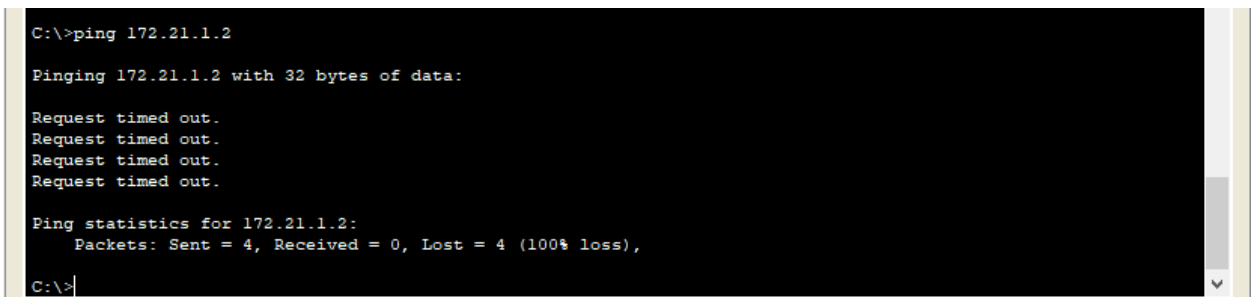 C:\>ping 172.21.1.2
Pinging 172.21.1.2 with 32 bytes of data:
Request timed out.
Request timed out.
Request timed out.
Request timed out.
Ping statistics for 172.21.1.2:
Packets: Sent = 4, Received = 0, Lost = 4 (100% loss),
C:\>